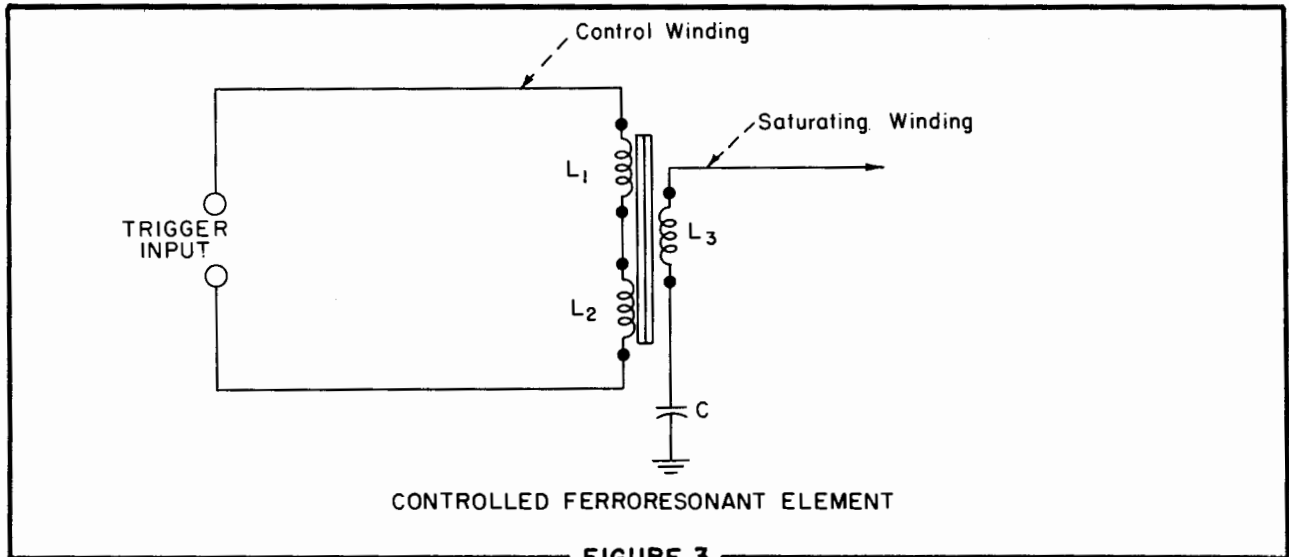 Control Winding
Saturating Winding
L1
L3
TRIGGER
INPUT
L2
C
CONTROLLED FERRORESONANT ELEMENT
FIGURE 3